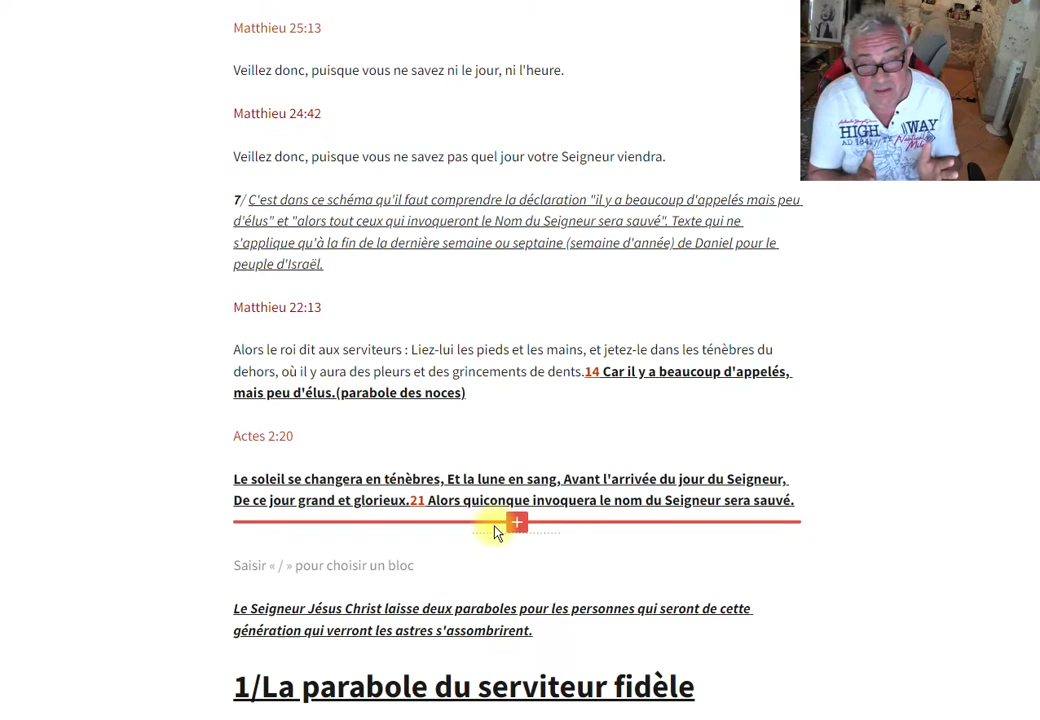 Matthieu 25:13
Veillez donc, puisque vous ne savez ni le jour, ni l'heure.
Matthieu 24:42
Veillez donc, puisque vous ne savez pas quel jour votre Seigneur viendra.
7/ C'est dans ce schéma qu'il faut comprendre la déclaration "il y a beaucoup d'appelés mais peu
d'élus" et "alors tout ceux qui invoqueront le Nom du Seigneur sera sauvé". Texte qui ne
s'applique qu'à la fin de la dernière semaine ou septaine (semaine d'année) de Daniel pour le
peuple d'Israël.
Matthieu 22:13
Alors le roi dit aux serviteurs : Liez-lui les pieds et les mains, et jetez-le dans les ténèbres du
dehors, où il y aura des pleurs et des grincements de dents.14 Car il y a beaucoup d'appelés,
mais peu d'élus.(parabole des noces)
Actes 2:20
Le soleil se changera en ténèbres, Et la lune en sang, Avant l'arrivée du jour du Seigneur,
De ce jour grand et glorieux.21 Alors quiconque invoquera le nom du Seigneur sera sauvé.
Saisir « / » pour choisir un bloc
Le Seigneur Jésus Christ laisse deux paraboles pour les personnes qui seront de cette
génération qui verront les astres s'assombrirent.
1/La parabole du serviteur fidèle
HIGH WAY